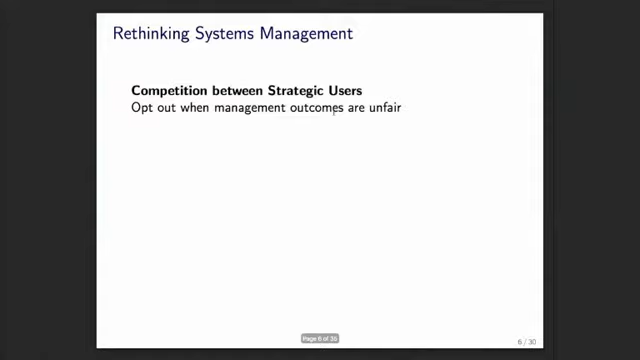 Rethinking Systems Management
Competition between Strategic Users
Opt out when management outcomes are unfair
Page 6 of 35
6 / 30